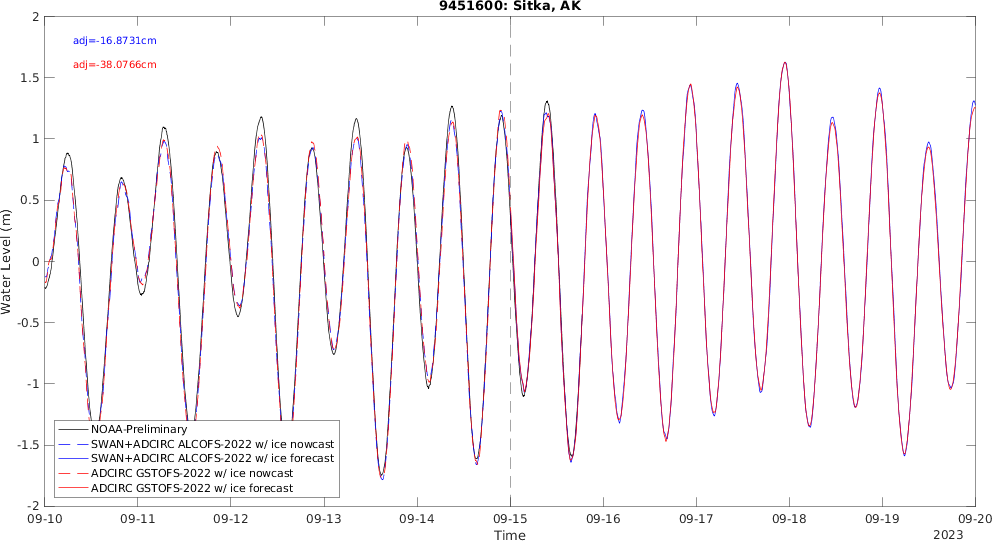 9451600: Sitka, AK
adj=-16.8731cm
adj=-38.0766cm
Water Level (m)
2
1.5
1
0.5
0
-0.5
-1
-1.5
-2
NOAA-Preliminary
SWAN+ADCIRC ALCOFS-2022 w/ ice nowcast
SWAN+ADCIRC ALCOFS-2022 w/ ice forecast
ADCIRC GSTOFS-2022 w/ ice nowcast
ADCIRC GSTOFS-2022 w/ ice forecast
09-10 09-11 09-12 09-13 09-14 09-15 09-16 09-17 09-18 09-19 09-20
Time
2023